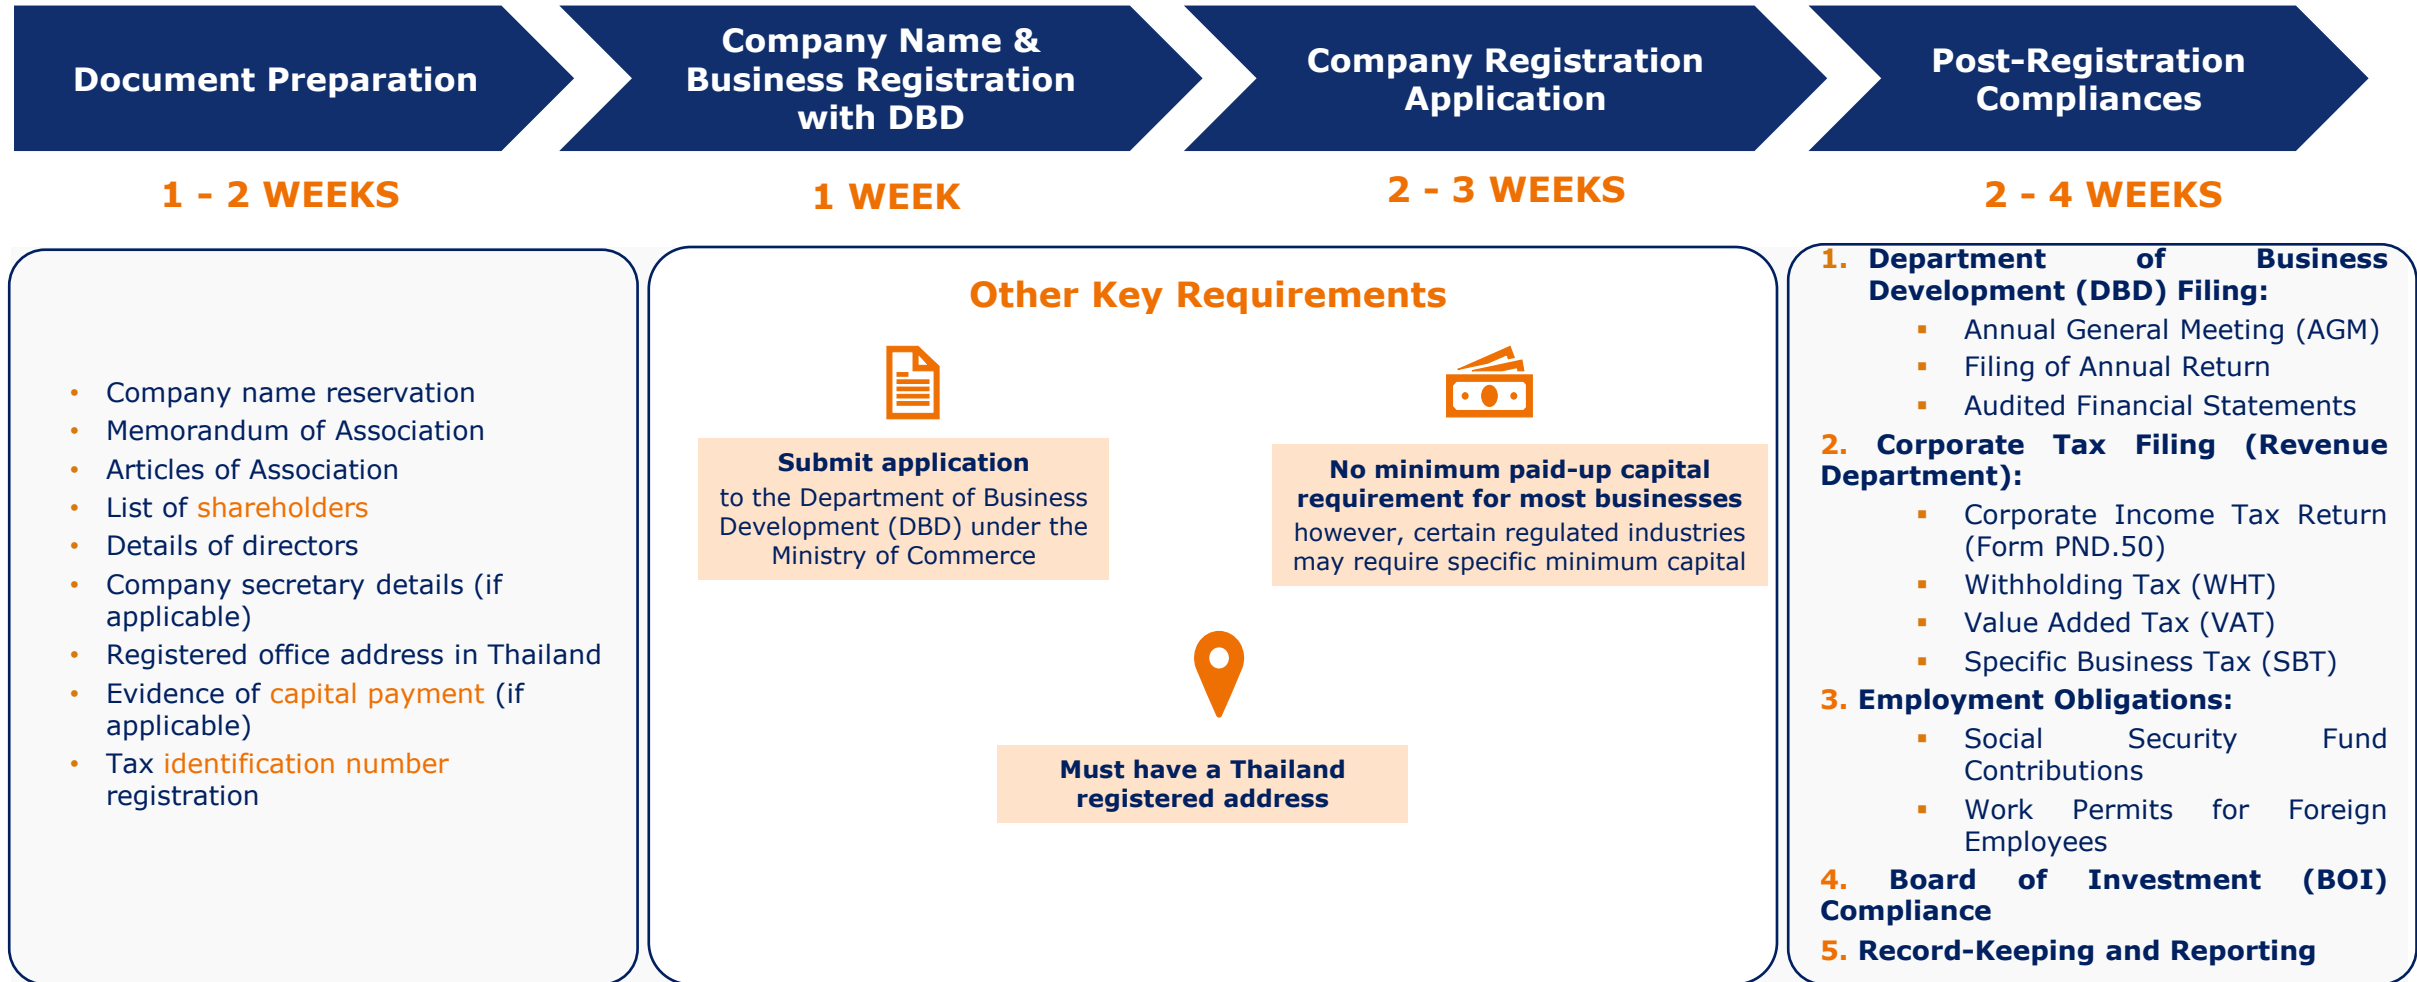 Document Preparation
Company Name &
Business Registration
with DBD
Company Registration
Application
Post-Registration
Compliances
1 - 2 WEEKS
1 WEEK
2 - 3 WEEKS
2 - 4 WEEKS
• Company name reservation
• Memorandum of Association
• Articles of Association
• List of shareholders
• Details of directors
• Company secretary details (if
applicable)
• Registered office address in Thailand
• Evidence of capital payment (if
applicable)
• Tax identification number
registration
Other Key Requirements
Submit application
to the Department of Business
Development (DBD) under the
Ministry of Commerce
No minimum paid-up capital
requirement for most businesses
however, certain regulated industries
may require specific minimum capital
Must have a Thailand
registered address
1. Department of Business
Development (DBD) Filing:
▪ Annual General Meeting (AGM)
▪ Filing of Annual Return
▪ Audited Financial Statements
2. Corporate Tax Filing (Revenue
Department):
▪ Corporate Income Tax Return
(Form PND.50)
▪ Withholding Tax (WHT)
▪ Value Added Tax (VAT)
▪ Specific Business Tax (SBT)
3. Employment Obligations:
▪ Social Security Fund
Contributions
▪ Work Permits for Foreign
Employees
4. Board of Investment (BOI)
Compliance
5. Record-Keeping and Reporting